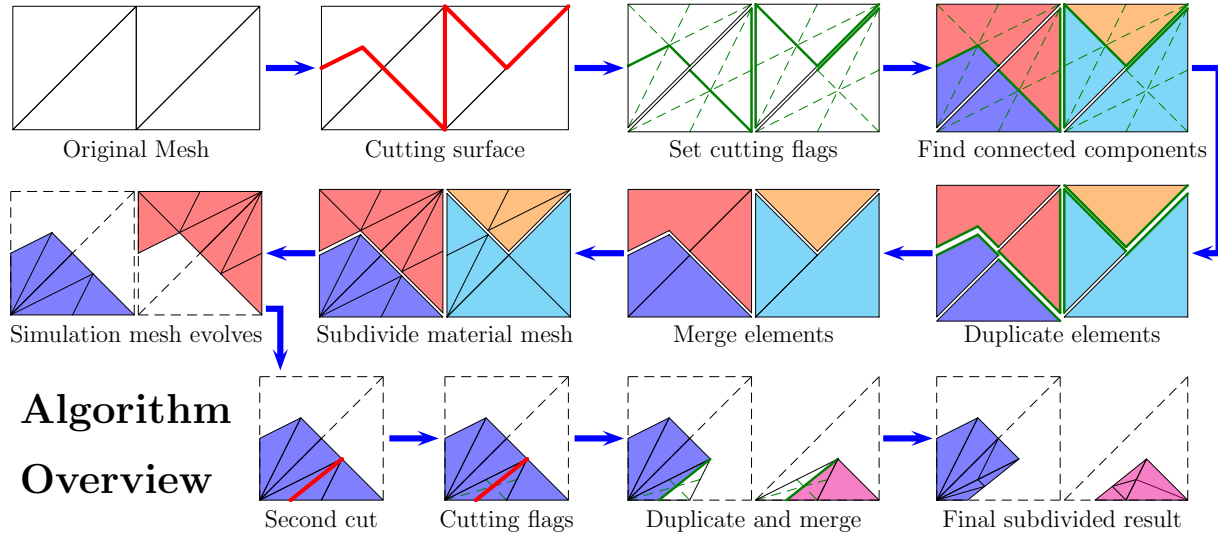 Original Mesh
Cutting surface
Set cutting flags
Find connected components
Simulation mesh evolves
Subdivide material mesh
Merge elements
Duplicate elements
Algorithm
Overview
Second cut
Cutting flags
Duplicate and merge
Final subdivided result